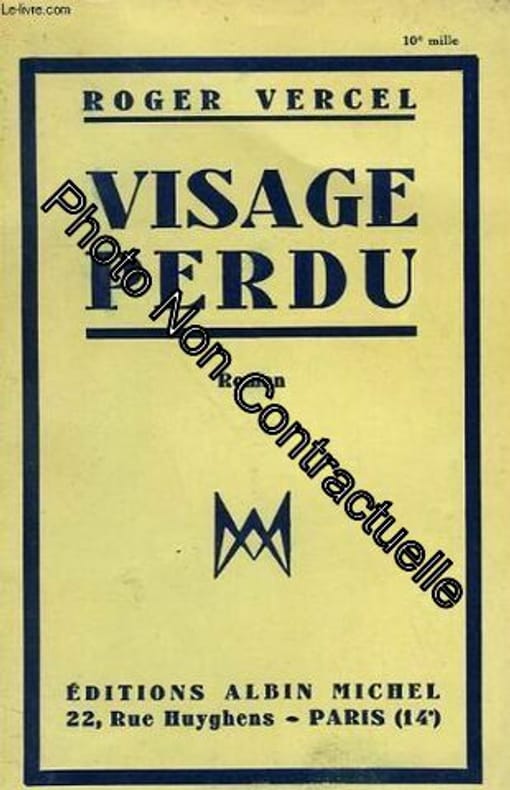 Le-livre.com
10e mille
ROGER VERCEL
VISAGE
PERDU
Roman
Photo Non Contractuelle
ÉDITIONS ALBIN MICHEL
22, Rue Huyghens - PARIS (14e)